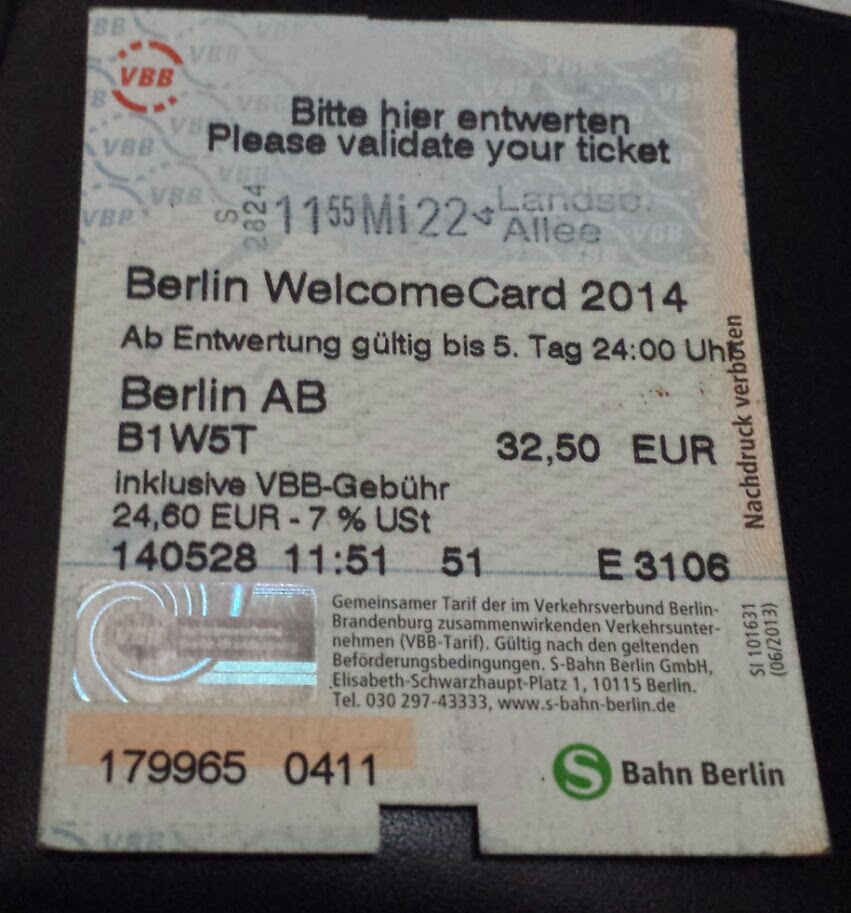 VBB
Bitte hier entwerten
Please validate your ticket
S 2824 11 55 Mi 22 Landsb. Allee
Berlin WelcomeCard 2014
Ab Entwertung gültig bis 5. Tag 24:00 Uhr
Berlin AB
B1W5T 32,50 EUR
inklusive VBB-Gebühr
24,60 EUR - 7 % USt
140528 11:51 51 E 3106
Nachdruck verboten
Gemeinsamer Tarif der im Verkehrsverbund Berlin-
Brandenburg zusammenwirkenden Verkehrsunter-
nehmen (VBB-Tarif). Gültig nach den geltenden
Beförderungsbedingungen. S-Bahn Berlin GmbH,
Elisabeth-Schwarzhaupt-Platz 1, 10115 Berlin.
Tel. 030 297-43333, www.s-bahn-berlin.de
SI 101631
(06/2013)
179965 0411
S Bahn Berlin